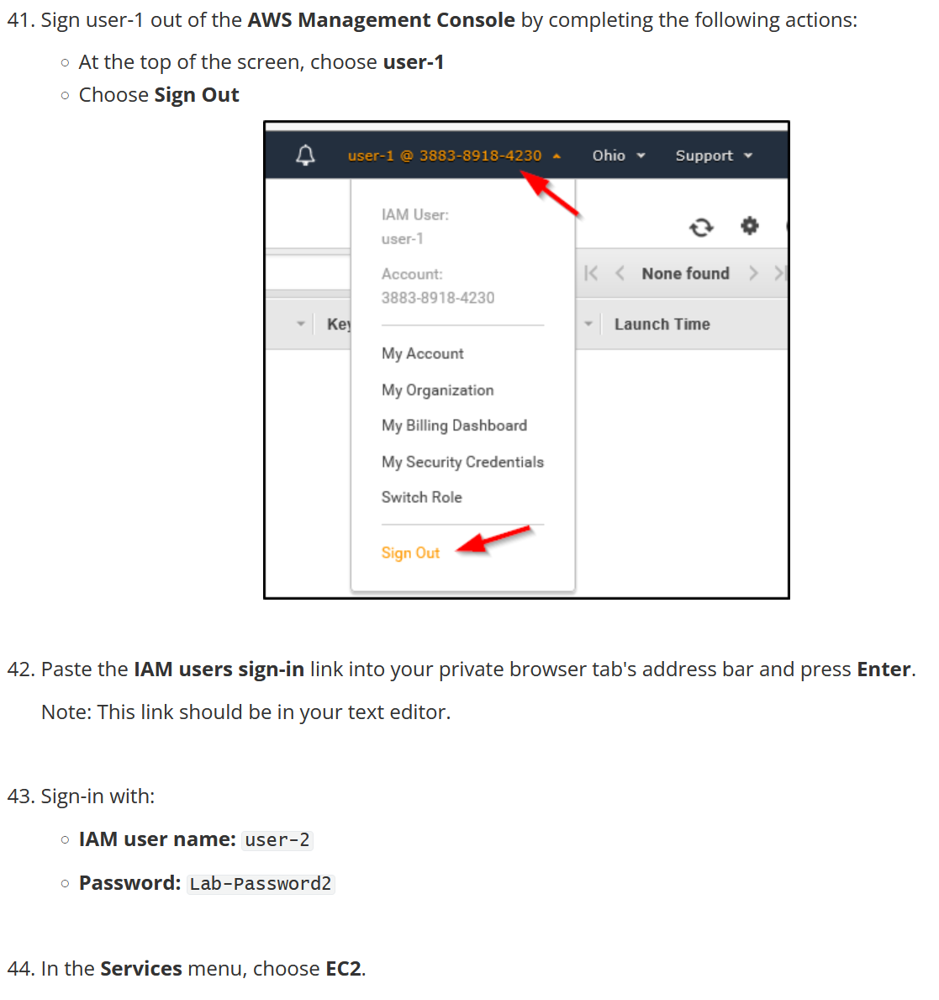 41. Sign user-1 out of the AWS Management Console by completing the following actions:
At the top of the screen, choose user-1
Choose Sign Out
user-1 @ 3883-8918-4230 Ohio Support
IAM User:
user-1
Account:
3883-8918-4230
None found
Key
Launch Time
My Account
My Organization
My Billing Dashboard
My Security Credentials
Switch Role
Sign Out
42. Paste the IAM users sign-in link into your private browser tab's address bar and press Enter.
Note: This link should be in your text editor.
43. Sign-in with:
IAM user name: user-2
Password: Lab-Password2
44. In the Services menu, choose EC2.